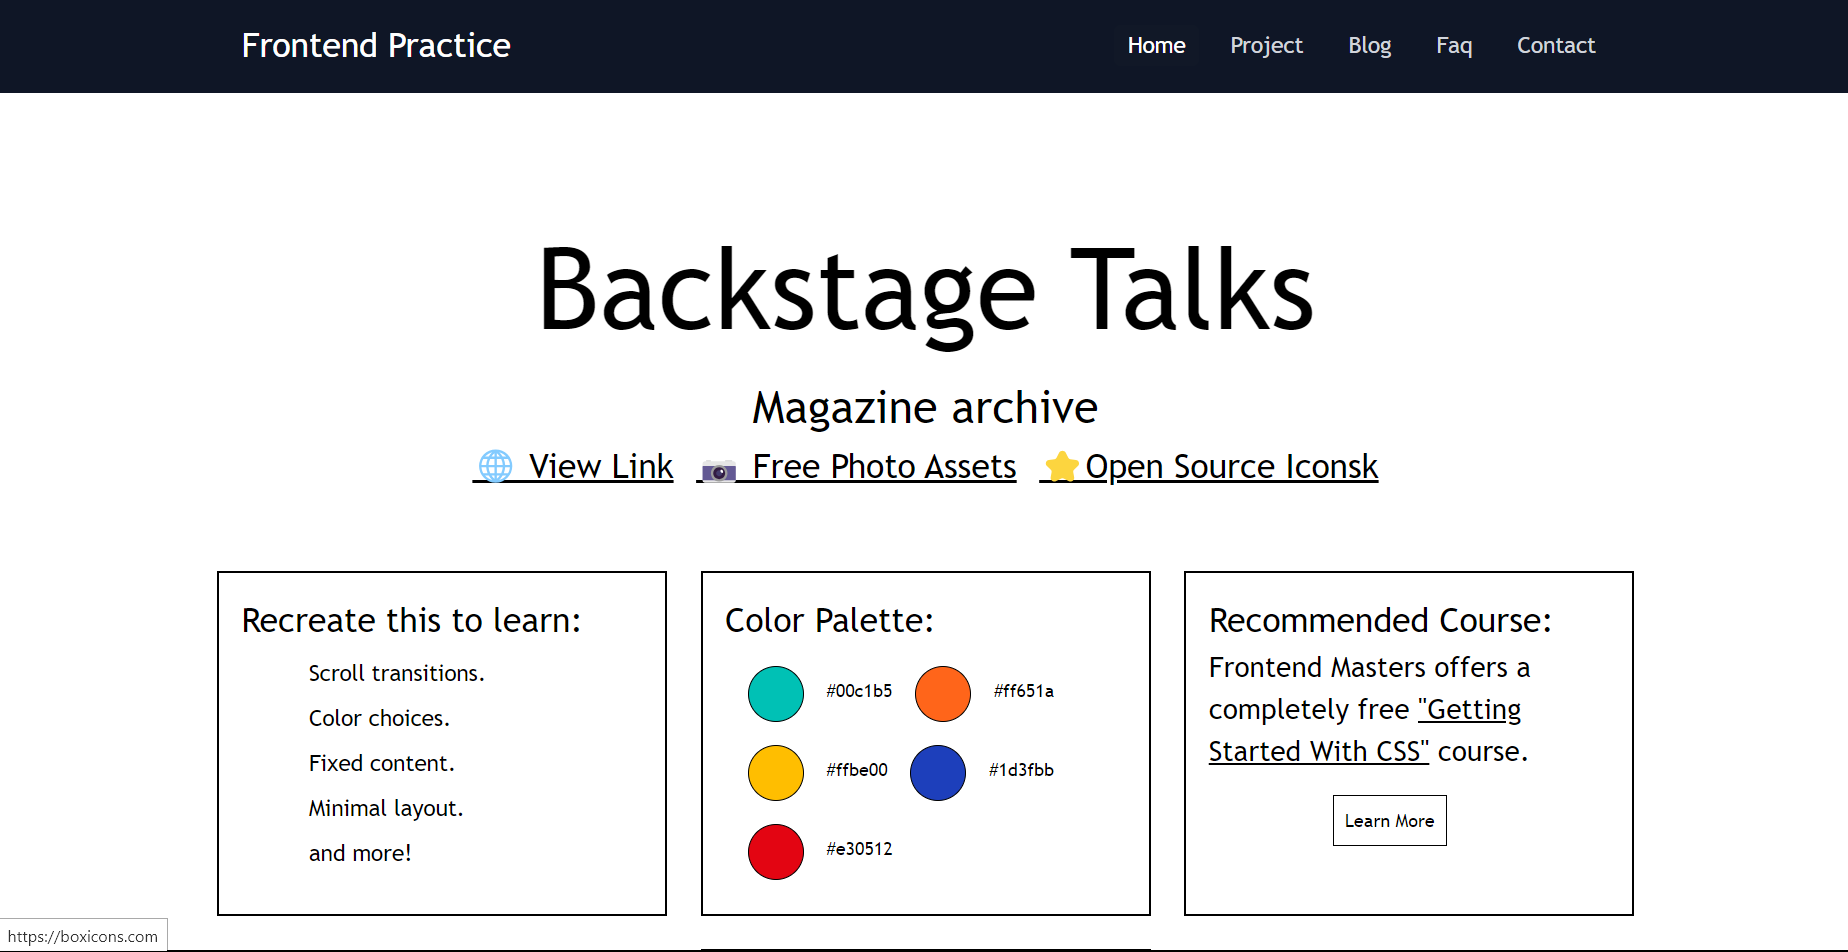 Frontend Practice
Home Project Blog Faq Contact
Backstage Talks
Magazine archive
View Link Free Photo Assets Open Source Iconsk
Recreate this to learn:
Scroll transitions.
Color choices.
Fixed content.
Minimal layout.
and more!
Color Palette:
#00c1b5 #ff651a
#ffbe00 #1d3fbb
#e30512
Recommended Course:
Frontend Masters offers a
completely free "Getting
Started With CSS" course.
Learn More
https://boxicons.com